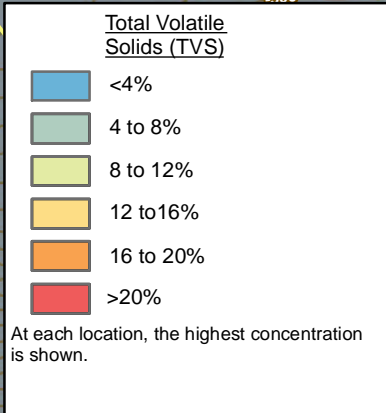 Total Volatile
Solids (TVS)
<4%
4 to 8%
8 to 12%
12 to16%
16 to 20%
>20%
At each location, the highest concentration
is shown.